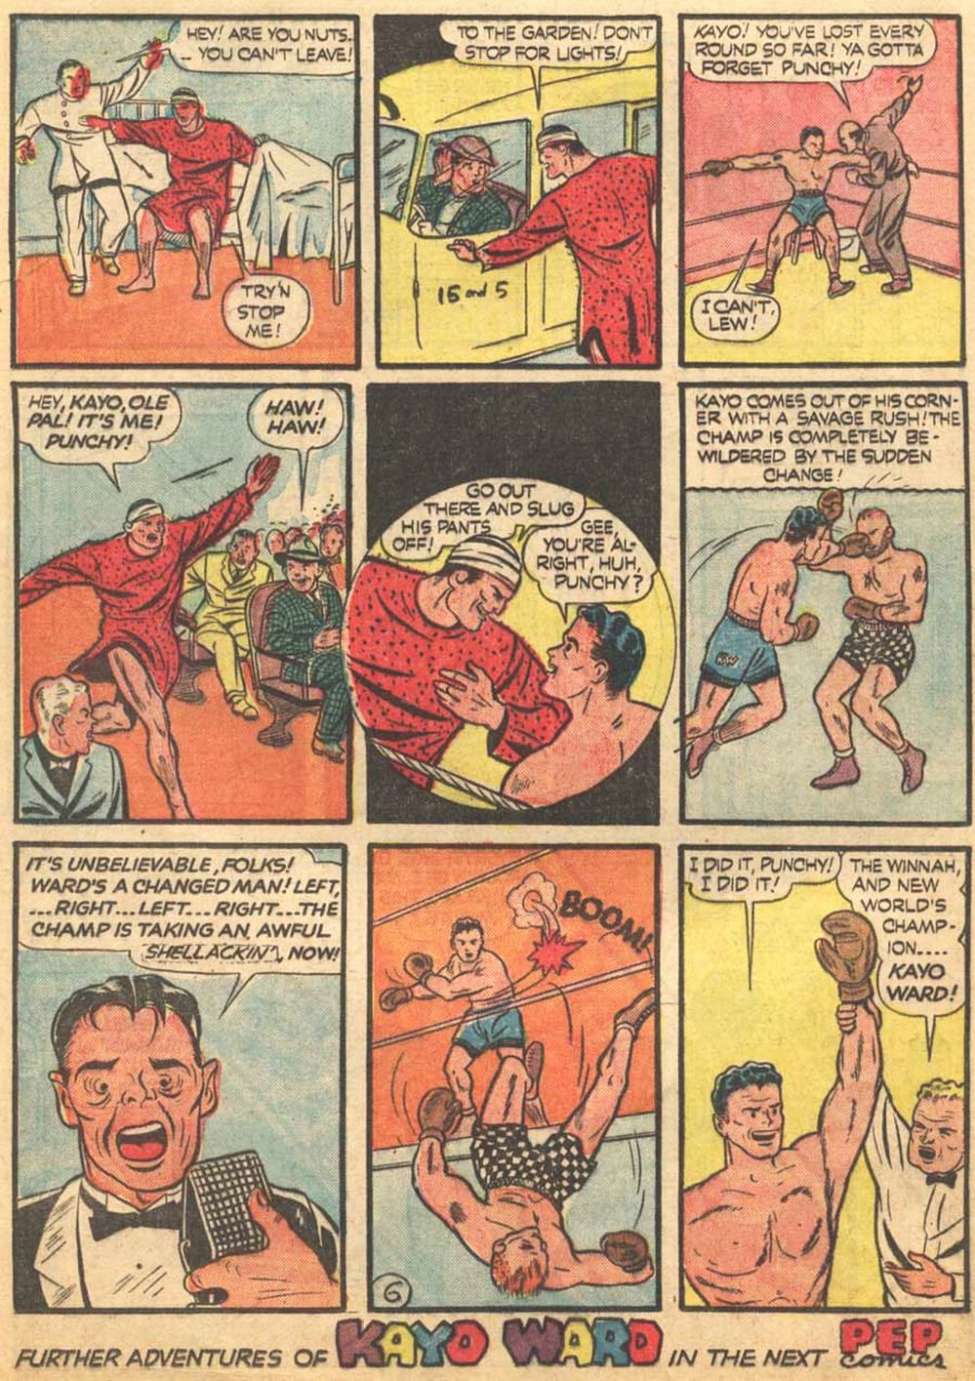 HEY! ARE YOU NUTS..
.. YOU CAN'T LEAVE!
TRY'N
STOP
ME!
TO THE GARDEN! DON'T
STOP FOR LIGHTS!
15 and 5
KAYO! YOU'VE LOST EVERY
ROUND SO FAR! YA GOTTA
FORGET PUNCHY!
I CAN'T,
LEW!
HEY, KAYO, OLE
PAL! IT'S ME!
PUNCHY!
HAW!
HAW!
GO OUT
THERE AND SLUG
HIS PANTS
OFF!
GEE,
YOU'RE AL-
RIGHT, HUH,
PUNCHY?
KAYO COMES OUT OF HIS CORN-
ER WITH A SAVAGE RUSH! THE
CHAMP IS COMPLETELY BE-
WILDERED BY THE SUDDEN
CHANGE!
KW
IT'S UNBELIEVABLE, FOLKS!
WARD'S A CHANGED MAN! LEFT,
...RIGHT...LEFT...RIGHT...THE
CHAMP IS TAKING AN AWFUL
"SHELLACKIN'", NOW!
BOOM!
6
I DID IT, PUNCHY!
I DID IT!
THE WINNAH,
AND NEW
WORLD'S
CHAMP-
ION....
KAYO
WARD!
FURTHER ADVENTURES OF KAYO WARD IN THE NEXT PEP comics